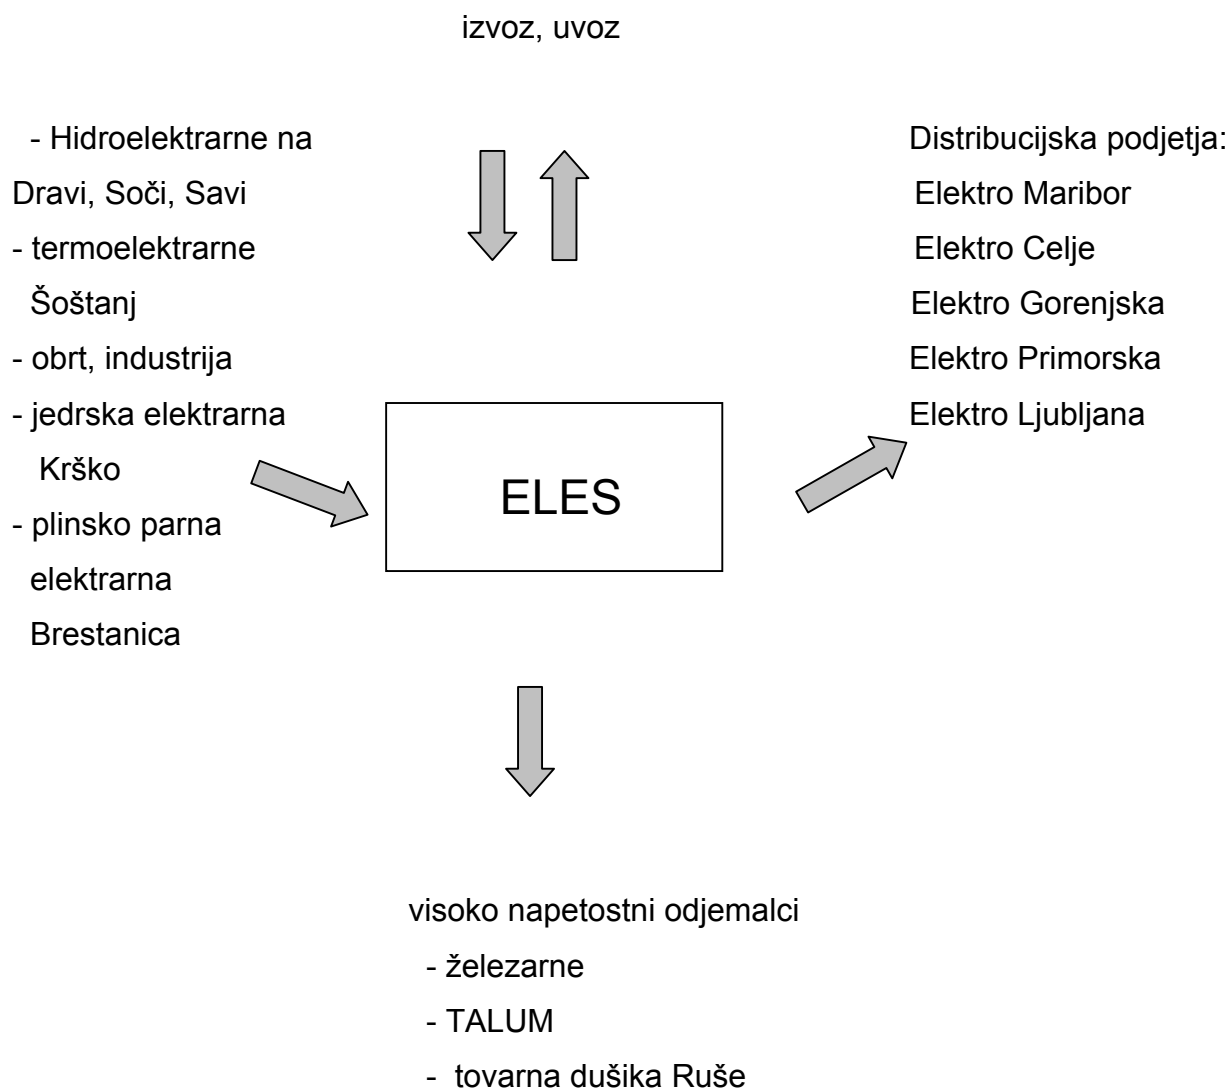 izvoz, uvoz
- Hidroelektrarne na
Dravi, Soči, Savi
- termoelektrarne
Šoštanj
- obrt, industrija
- jedrska elektrarna
Krško
- plinsko parna
elektrarna
Brestanica
ELES
Distribucijska podjetja:
Elektro Maribor
Elektro Celje
Elektro Gorenjska
Elektro Primorska
Elektro Ljubljana
visoko napetostni odjemalci
- železarne
- TALUM
- tovarna dušika Ruše